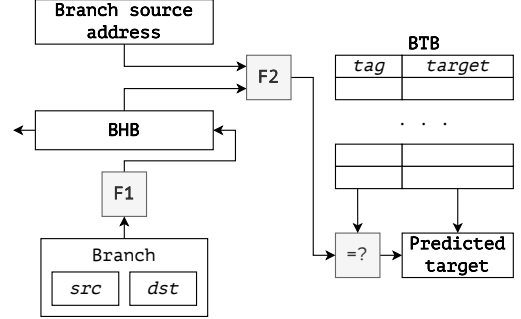 Branch source
address
BTB
F2
tag target
BHB
. . .
F1
Branch
src dst
=?
Predicted
target